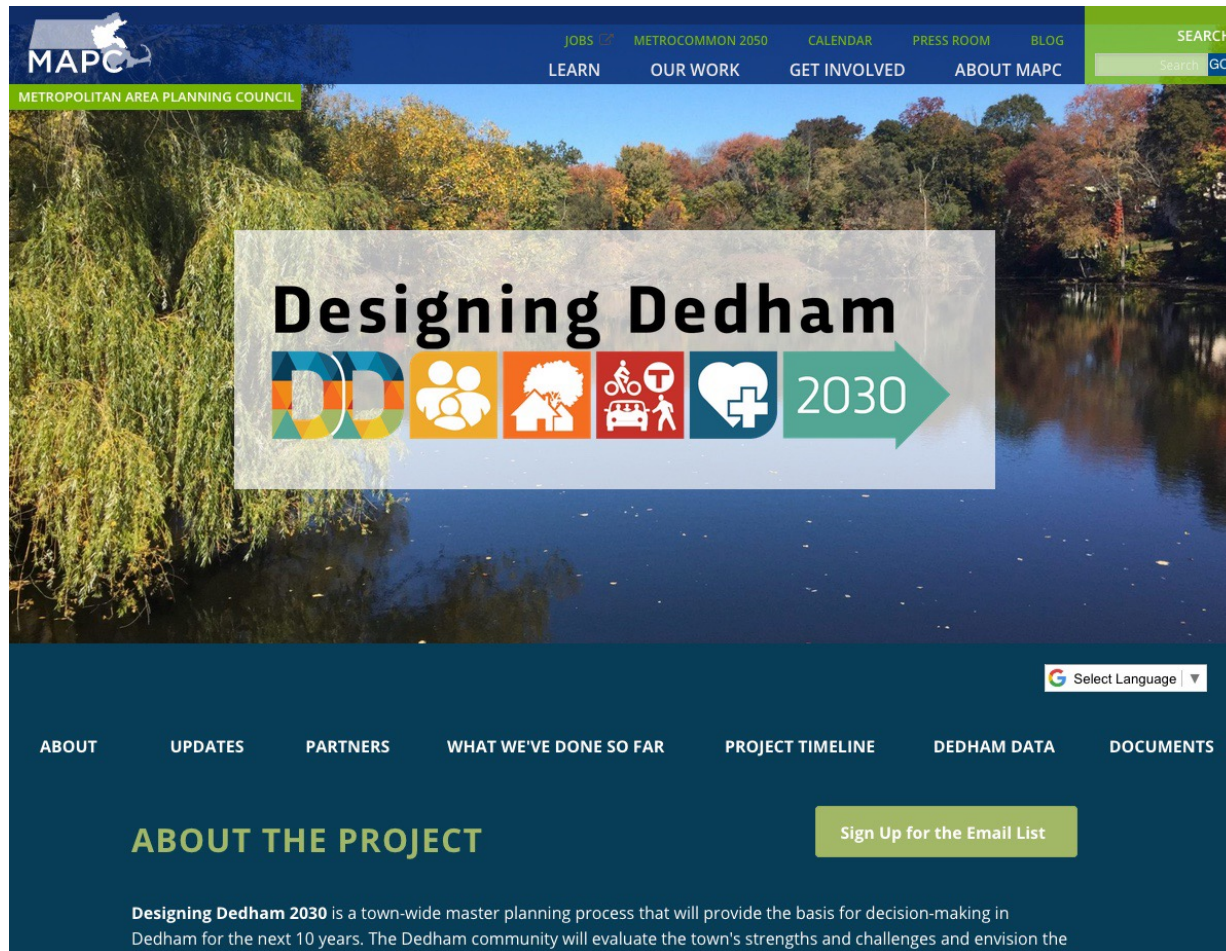 MAPC
JOBS METROCOMMON 2050 CALENDAR PRESS ROOM BLOG
LEARN OUR WORK GET INVOLVED ABOUT MAPC
SEARCH
Search GO
METROPOLITAN AREA PLANNING COUNCIL
Designing Dedham
DD T 2030
G Select Language ▼
ABOUT UPDATES PARTNERS WHAT WE'VE DONE SO FAR PROJECT TIMELINE DEDHAM DATA DOCUMENTS
ABOUT THE PROJECT
Sign Up for the Email List
Designing Dedham 2030 is a town-wide master planning process that will provide the basis for decision-making in
Dedham for the next 10 years. The Dedham community will evaluate the town's strengths and challenges and envision the